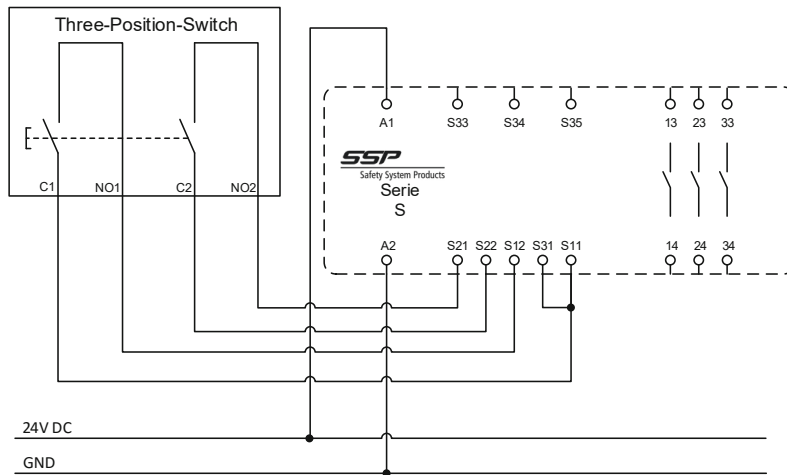 Three-Position-Switch
C1 NO1 C2 NO2
A1 S33 S34 S35 13 23 33
SSP
Safety System Products
Serie
S
A2 S21 S22 S12 S31 S11 14 24 34
24V DC
GND